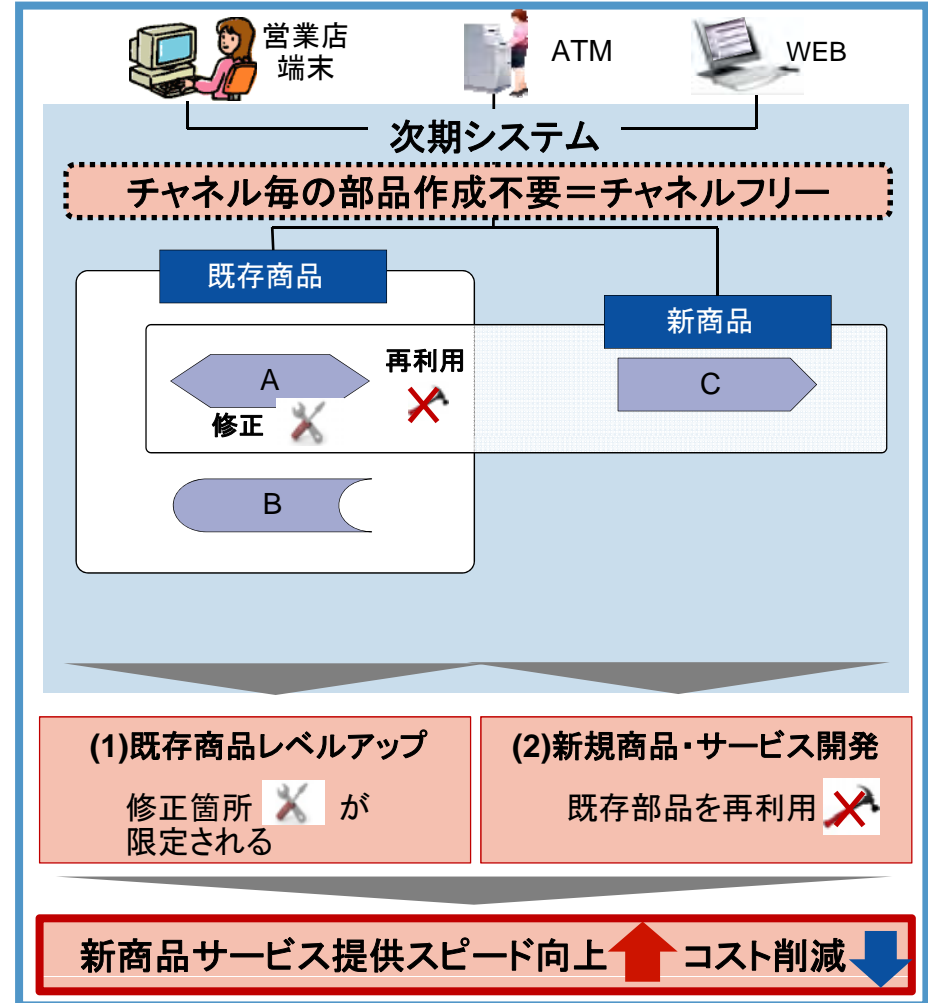 営業店
端末
ATM
WEB
次期システム
チャネル毎の部品作成不要＝チャネルフリー
既存商品
新商品
再利用
A
C
修正
B
(1)既存商品レベルアップ
修正箇所 が
限定される
(2)新規商品・サービス開発
既存部品を再利用
新商品サービス提供スピード向上 コスト削減